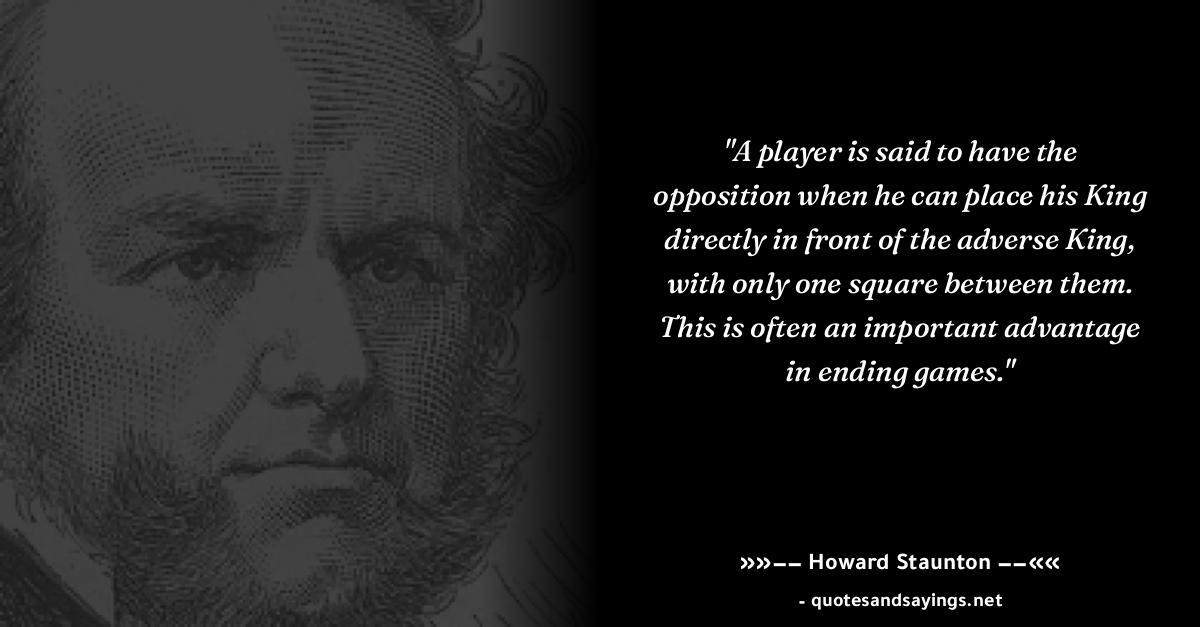 "A player is said to have the
opposition when he can place his King
directly in front of the adverse King,
with only one square between them.
This is often an important advantage
in ending games."
»»–– Howard Staunton ––««
- quotesandsayings.net